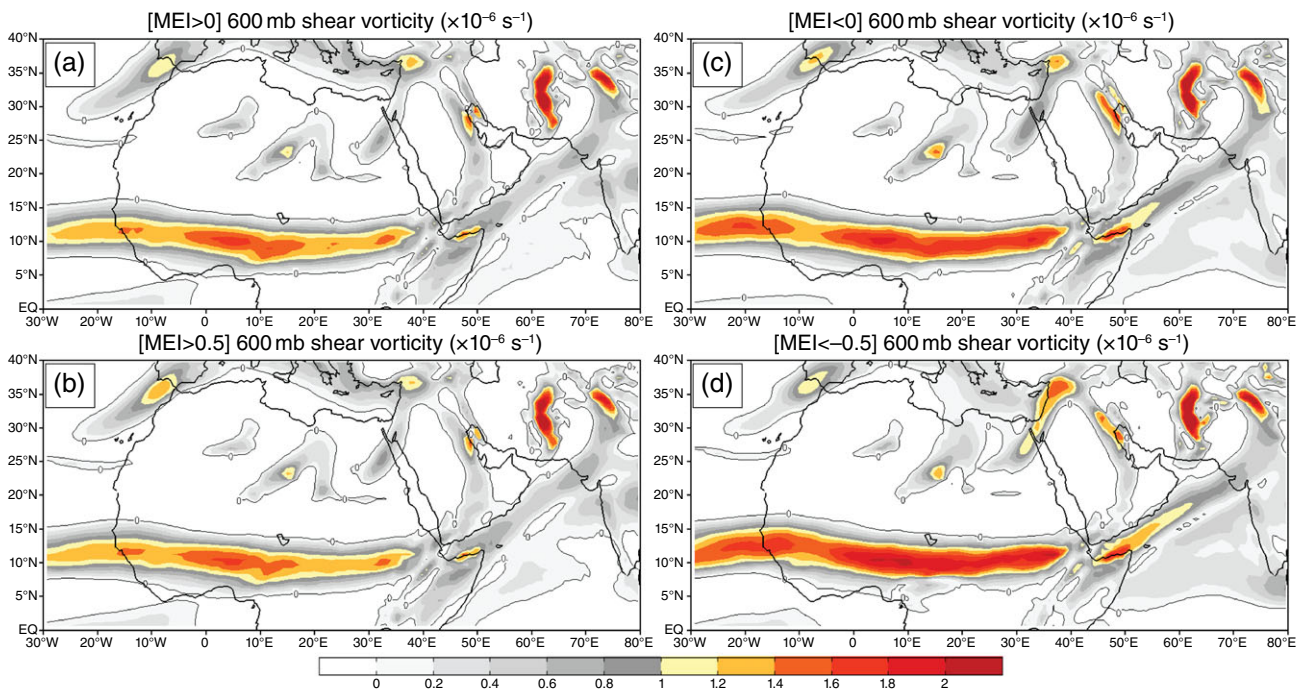 [MEI>0] 600 mb shear vorticity (×10⁻⁶ s⁻¹)
(a)
40°N
35°N
30°N
25°N
20°N
15°N
10°N
5°N
EQ
30°W 20°W 10°W 0 10°E 20°E 30°E 40°E 50°E 60°E 70°E 80°E
[MEI<0] 600 mb shear vorticity (×10⁻⁶ s⁻¹)
(c)
40°N
35°N
30°N
25°N
20°N
15°N
10°N
5°N
EQ
30°W 20°W 10°W 0 10°E 20°E 30°E 40°E 50°E 60°E 70°E 80°E
[MEI>0.5] 600 mb shear vorticity (×10⁻⁶ s⁻¹)
(b)
40°N
35°N
30°N
25°N
20°N
15°N
10°N
5°N
EQ
30°W 20°W 10°W 0 10°E 20°E 30°E 40°E 50°E 60°E 70°E 80°E
[MEI<–0.5] 600 mb shear vorticity (×10⁻⁶ s⁻¹)
(d)
40°N
35°N
30°N
25°N
20°N
15°N
10°N
5°N
EQ
30°W 20°W 10°W 0 10°E 20°E 30°E 40°E 50°E 60°E 70°E 80°E
0 0.2 0.4 0.6 0.8 1 1.2 1.4 1.6 1.8 2